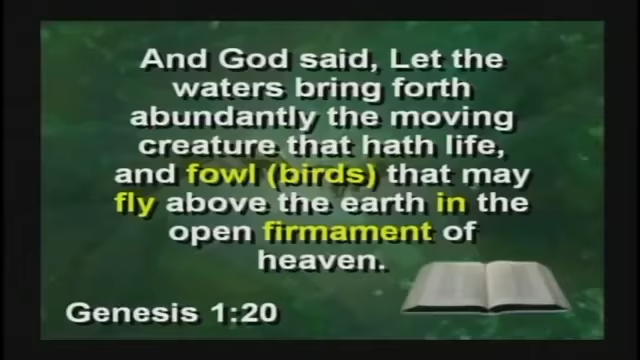 And God said, Let the
waters bring forth
abundantly the moving
creature that hath life,
and fowl (birds) that may
fly above the earth in the
open firmament of
heaven.
Genesis 1:20